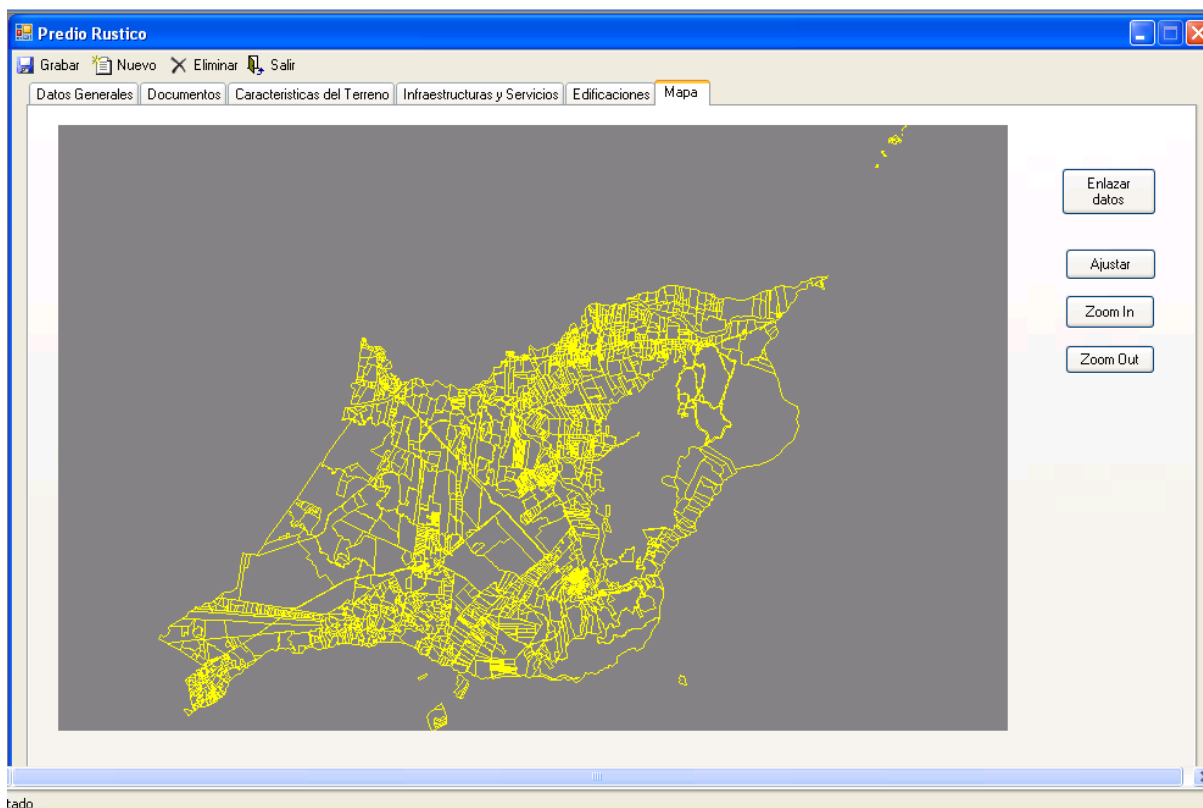 Predio Rustico
Grabar Nuevo Eliminar Salir
Datos Generales Documentos Caracteristicas del Terreno Infraestructuras y Servicios Edificaciones Mapa
Enlazar
datos
Ajustar
Zoom In
Zoom Out
tado